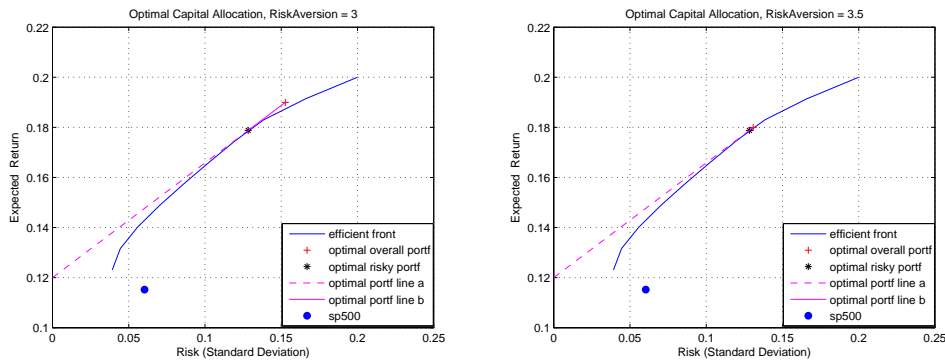 Optimal Capital Allocation, RiskAversion = 3
0.22
0.2
0.18
0.16
0.14
0.12
0.1
Expected Return
0
0.05
0.1
0.15
0.2
0.25
Risk (Standard Deviation)
efficient front
optimal overall portf
optimal risky portf
optimal portf line a
optimal portf line b
sp500
Optimal Capital Allocation, RiskAversion = 3.5
0.22
0.2
0.18
0.16
0.14
0.12
0.1
Expected Return
0
0.05
0.1
0.15
0.2
0.25
Risk (Standard Deviation)
efficient front
optimal overall portf
optimal risky portf
optimal portf line a
optimal portf line b
sp500